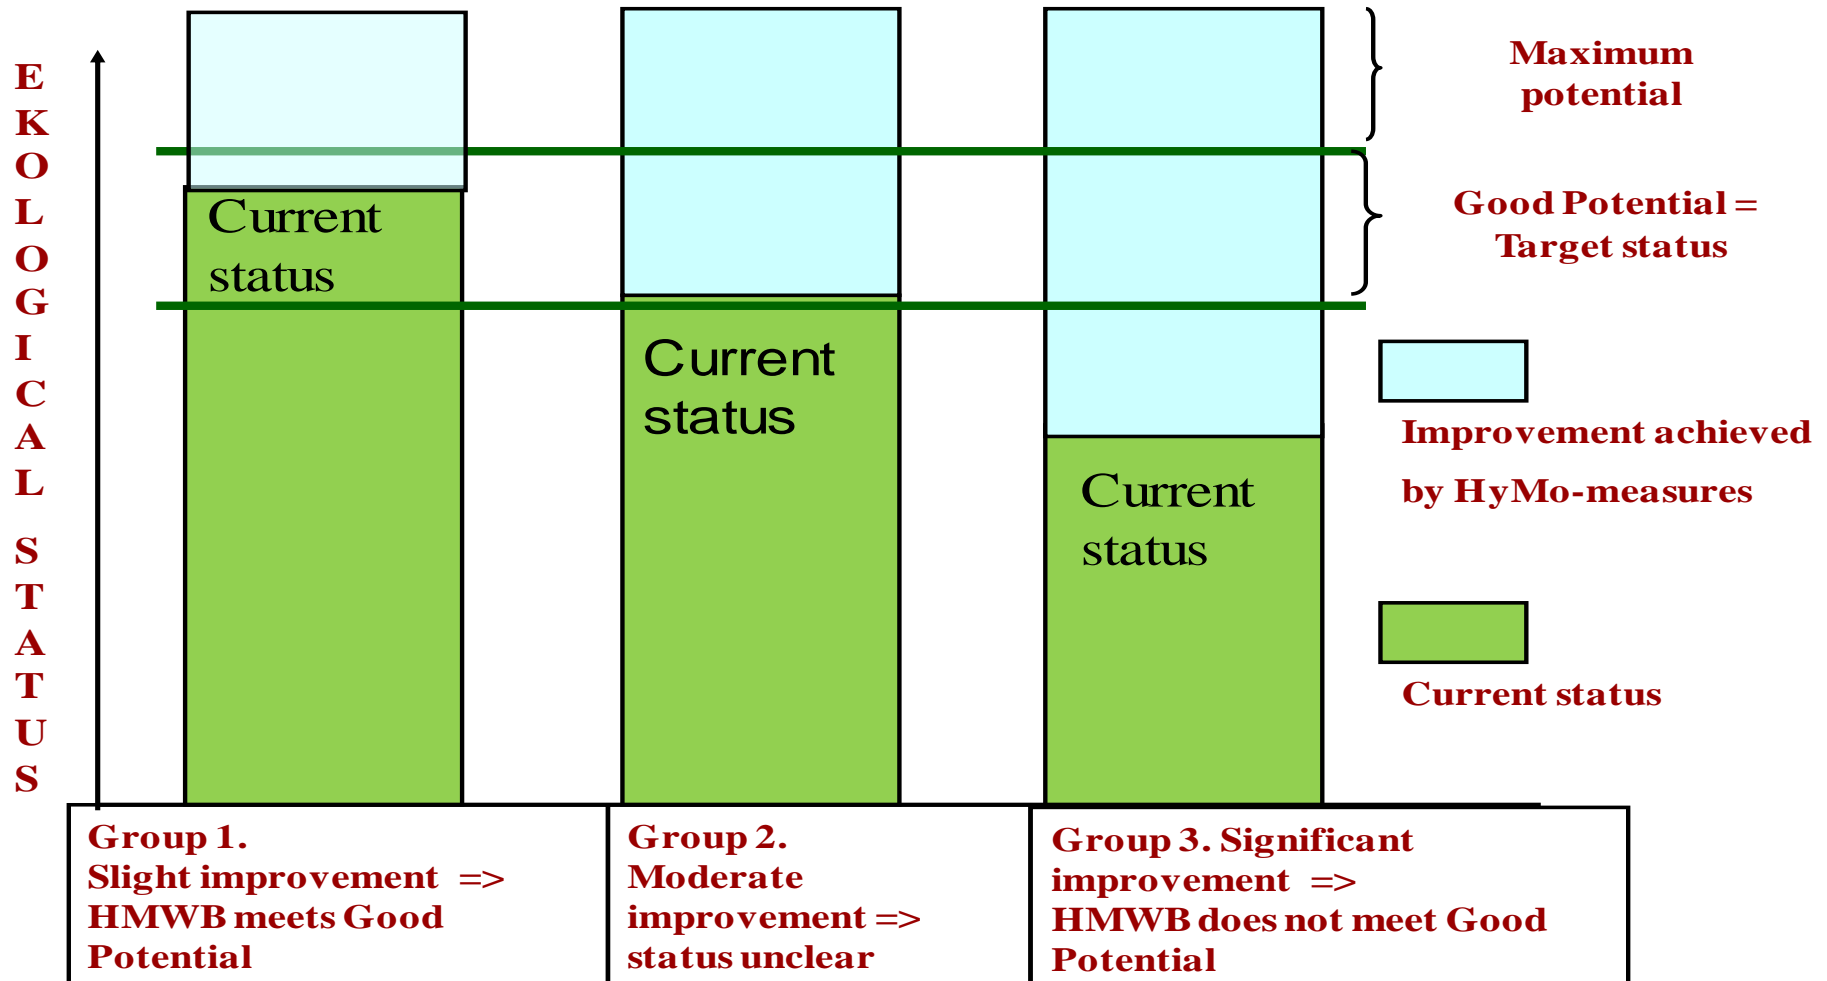 EKOLOGICAL STATUS
Current
status
Current
status
Current
status
Maximum
potential
Good Potential =
Target status
Improvement achieved
by HyMo-measures
Current status
Group 1.
Slight improvement =>
HMWB meets Good
Potential
Group 2.
Moderate
improvement =>
status unclear
Group 3. Significant
improvement =>
HMWB does not meet Good
Potential